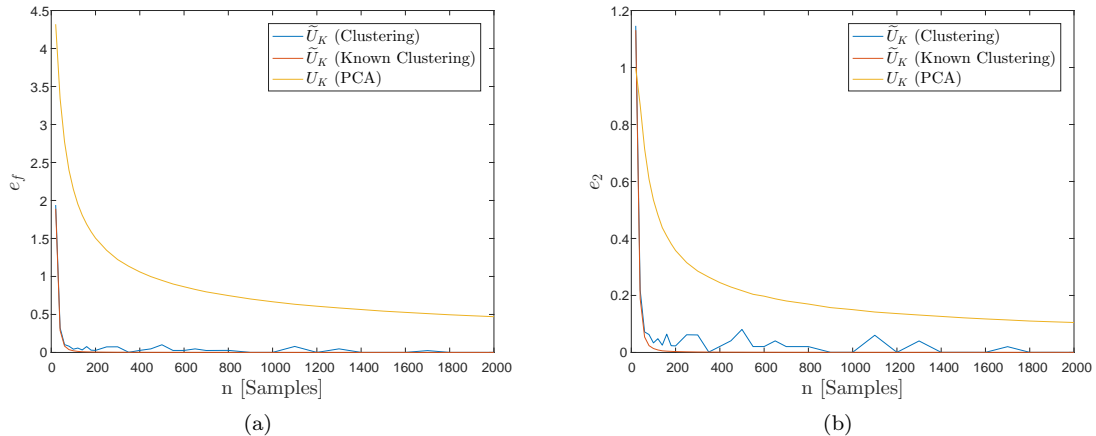 4.5
4
3.5
3
2.5
2
1.5
1
0.5
0
e_f
0 200 400 600 800 1000 1200 1400 1600 1800 2000
n [Samples]
Ũ_K (Clustering)
Ũ_K (Known Clustering)
U_K (PCA)
(a)
1.2
1
0.8
0.6
0.4
0.2
0
e_2
0 200 400 600 800 1000 1200 1400 1600 1800 2000
n [Samples]
Ũ_K (Clustering)
Ũ_K (Known Clustering)
U_K (PCA)
(b)